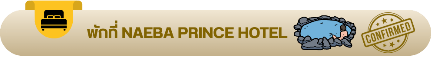 พักที่ NAEBA PRINCE HOTEL
CONFIRMED